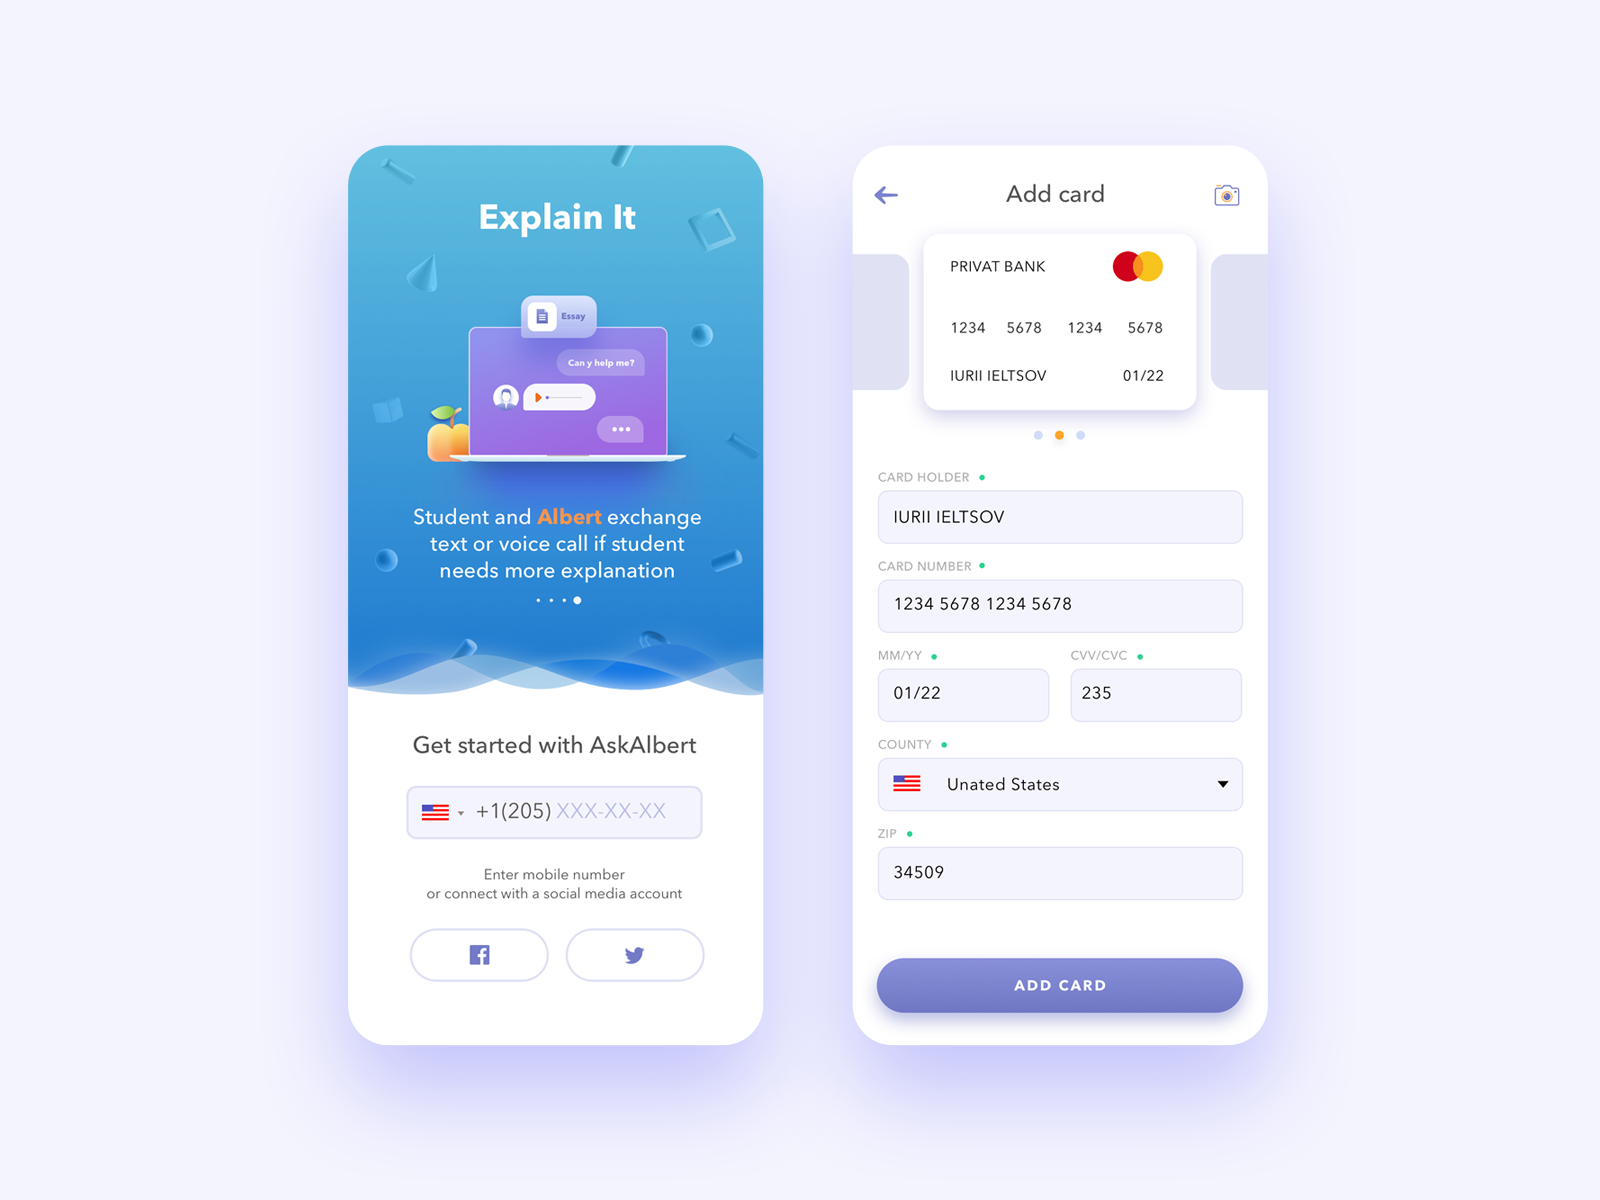 Explain It
Essay
Can y help me?
Student and Albert exchange
text or voice call if student
needs more explanation
Get started with AskAlbert
+1(205) XXX-XX-XX
Enter mobile number
or connect with a social media account
Add card
PRIVAT BANK
1234 5678 1234 5678
IURII IELTSOV 01/22
CARD HOLDER
IURII IELTSOV
CARD NUMBER
1234 5678 1234 5678
MM/YY CVV/CVC
01/22 235
COUNTY
Unated States
ZIP
34509
ADD CARD